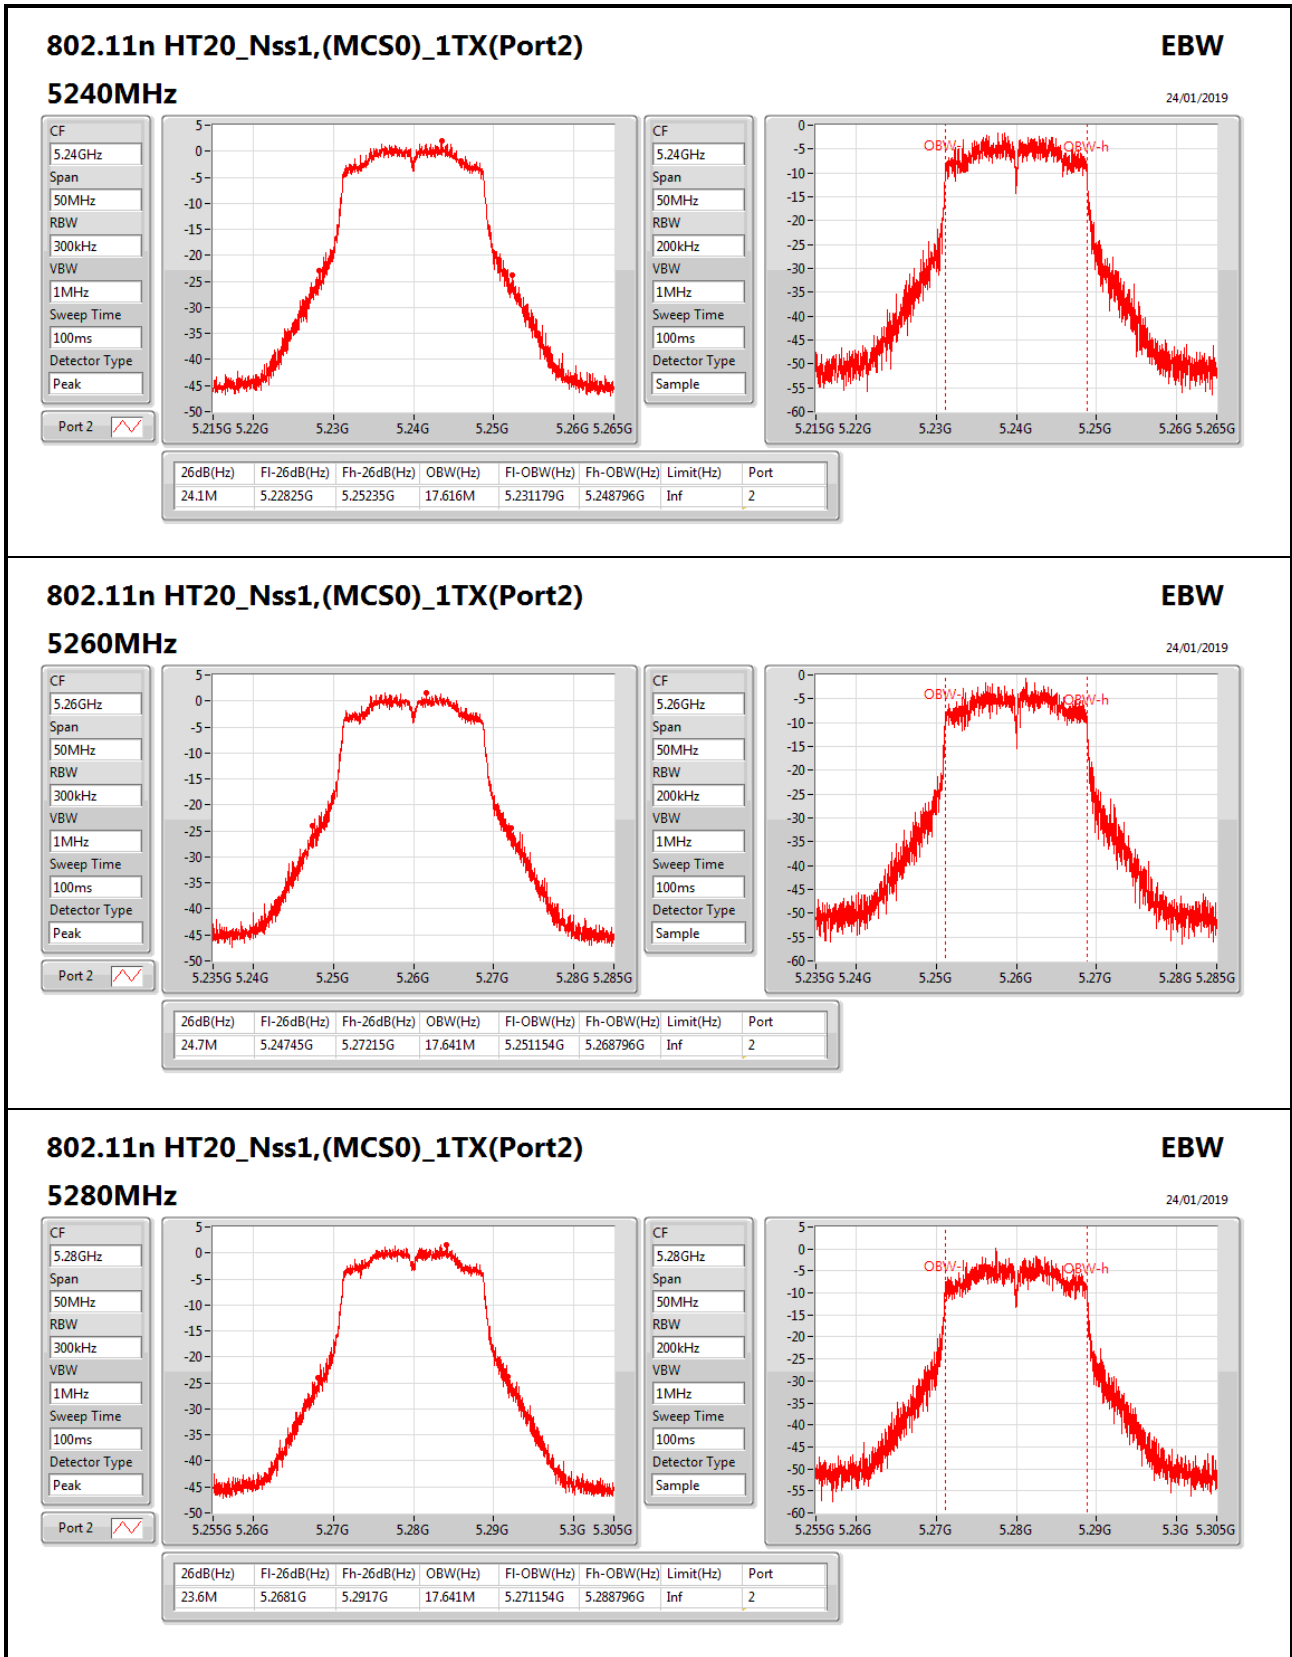 802.11n HT20_Nss1,(MCS0)_1TX(Port2) EBW
5240MHz 24/01/2019
CF
5.24GHz
Span
50MHz
RBW
300kHz
VBW
1MHz
Sweep Time
100ms
Detector Type
Peak
Port 2
5
0
-5
-10
-15
-20
-25
-30
-35
-40
-45
-50
5.215G 5.22G 5.23G 5.24G 5.25G 5.26G 5.265G
CF
5.24GHz
Span
50MHz
RBW
200kHz
VBW
1MHz
Sweep Time
100ms
Detector Type
Sample
0
-5
-10
-15
-20
-25
-30
-35
-40
-45
-50
-55
-60
OBW-l OBW-h
5.215G 5.22G 5.23G 5.24G 5.25G 5.26G 5.265G
26dB(Hz) Fl-26dB(Hz) Fh-26dB(Hz) OBW(Hz) Fl-OBW(Hz) Fh-OBW(Hz) Limit(Hz) Port
24.1M 5.22825G 5.25235G 17.616M 5.231179G 5.248796G Inf 2
802.11n HT20_Nss1,(MCS0)_1TX(Port2) EBW
5260MHz 24/01/2019
CF
5.26GHz
Span
50MHz
RBW
300kHz
VBW
1MHz
Sweep Time
100ms
Detector Type
Peak
Port 2
5
0
-5
-10
-15
-20
-25
-30
-35
-40
-45
-50
5.235G 5.24G 5.25G 5.26G 5.27G 5.28G 5.285G
CF
5.26GHz
Span
50MHz
RBW
200kHz
VBW
1MHz
Sweep Time
100ms
Detector Type
Sample
0
-5
-10
-15
-20
-25
-30
-35
-40
-45
-50
-55
-60
OBW-l OBW-h
5.235G 5.24G 5.25G 5.26G 5.27G 5.28G 5.285G
26dB(Hz) Fl-26dB(Hz) Fh-26dB(Hz) OBW(Hz) Fl-OBW(Hz) Fh-OBW(Hz) Limit(Hz) Port
24.7M 5.24745G 5.27215G 17.641M 5.251154G 5.268796G Inf 2
802.11n HT20_Nss1,(MCS0)_1TX(Port2) EBW
5280MHz 24/01/2019
CF
5.28GHz
Span
50MHz
RBW
300kHz
VBW
1MHz
Sweep Time
100ms
Detector Type
Peak
Port 2
5
0
-5
-10
-15
-20
-25
-30
-35
-40
-45
-50
5.255G 5.26G 5.27G 5.28G 5.29G 5.3G 5.305G
CF
5.28GHz
Span
50MHz
RBW
200kHz
VBW
1MHz
Sweep Time
100ms
Detector Type
Sample
5
0
-5
-10
-15
-20
-25
-30
-35
-40
-45
-50
-55
-60
OBW-l OBW-h
5.255G 5.26G 5.27G 5.28G 5.29G 5.3G 5.305G
26dB(Hz) Fl-26dB(Hz) Fh-26dB(Hz) OBW(Hz) Fl-OBW(Hz) Fh-OBW(Hz) Limit(Hz) Port
23.6M 5.2681G 5.2917G 17.641M 5.271154G 5.288796G Inf 2